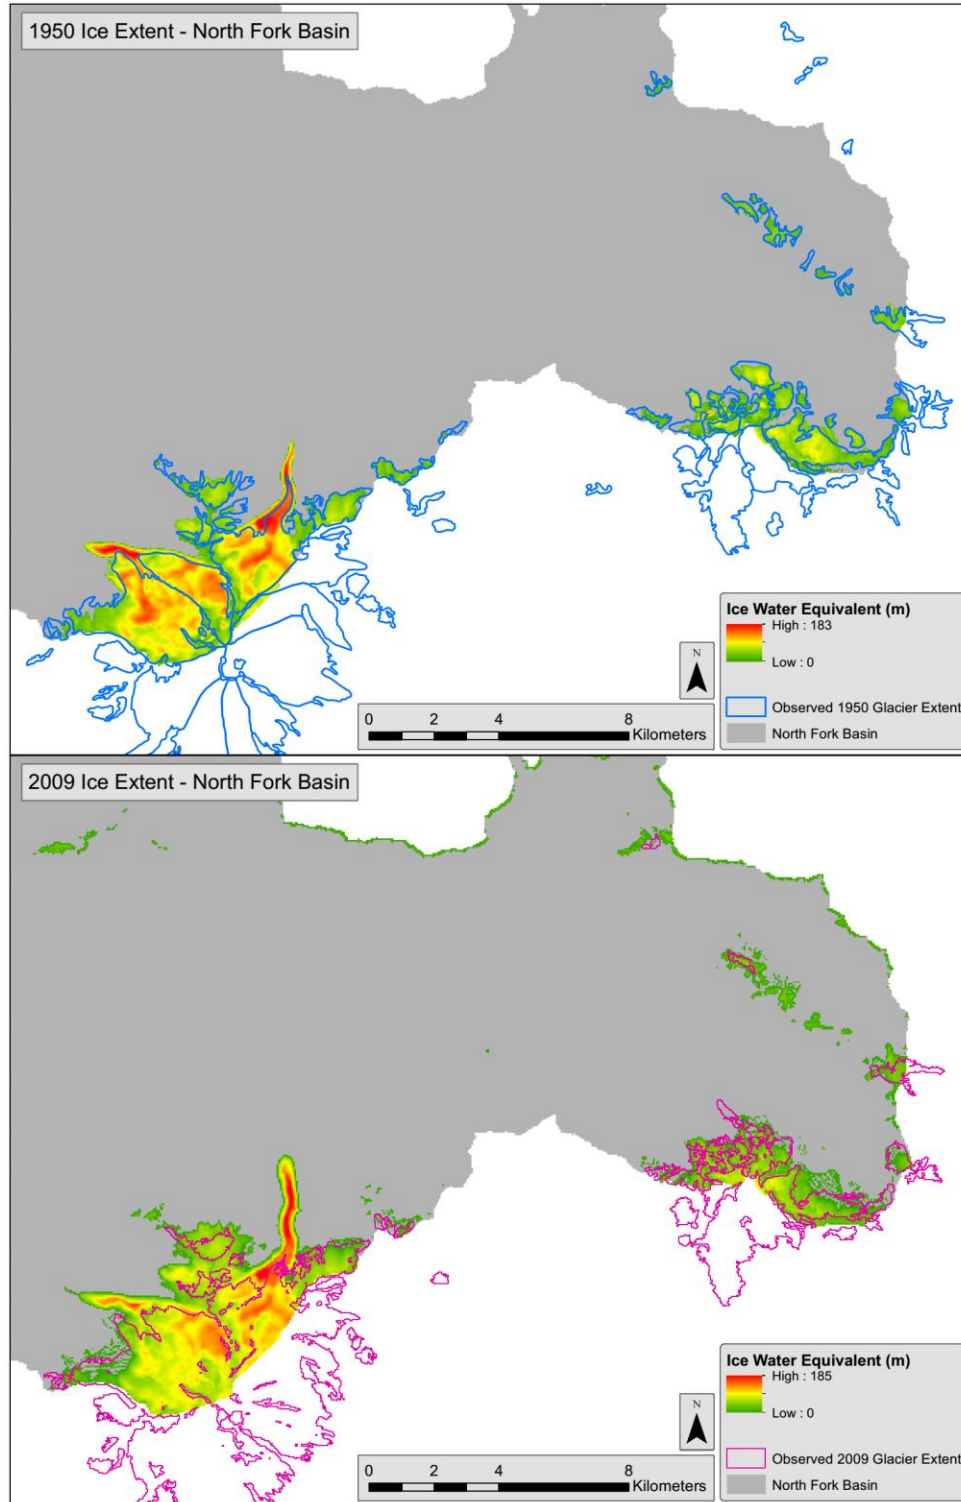 1950 Ice Extent - North Fork Basin
Ice Water Equivalent (m)
High : 183
Low : 0
N
Observed 1950 Glacier Extent
North Fork Basin
0 2 4 8
Kilometers
2009 Ice Extent - North Fork Basin
Ice Water Equivalent (m)
High : 185
Low : 0
N
Observed 2009 Glacier Extent
North Fork Basin
0 2 4 8
Kilometers